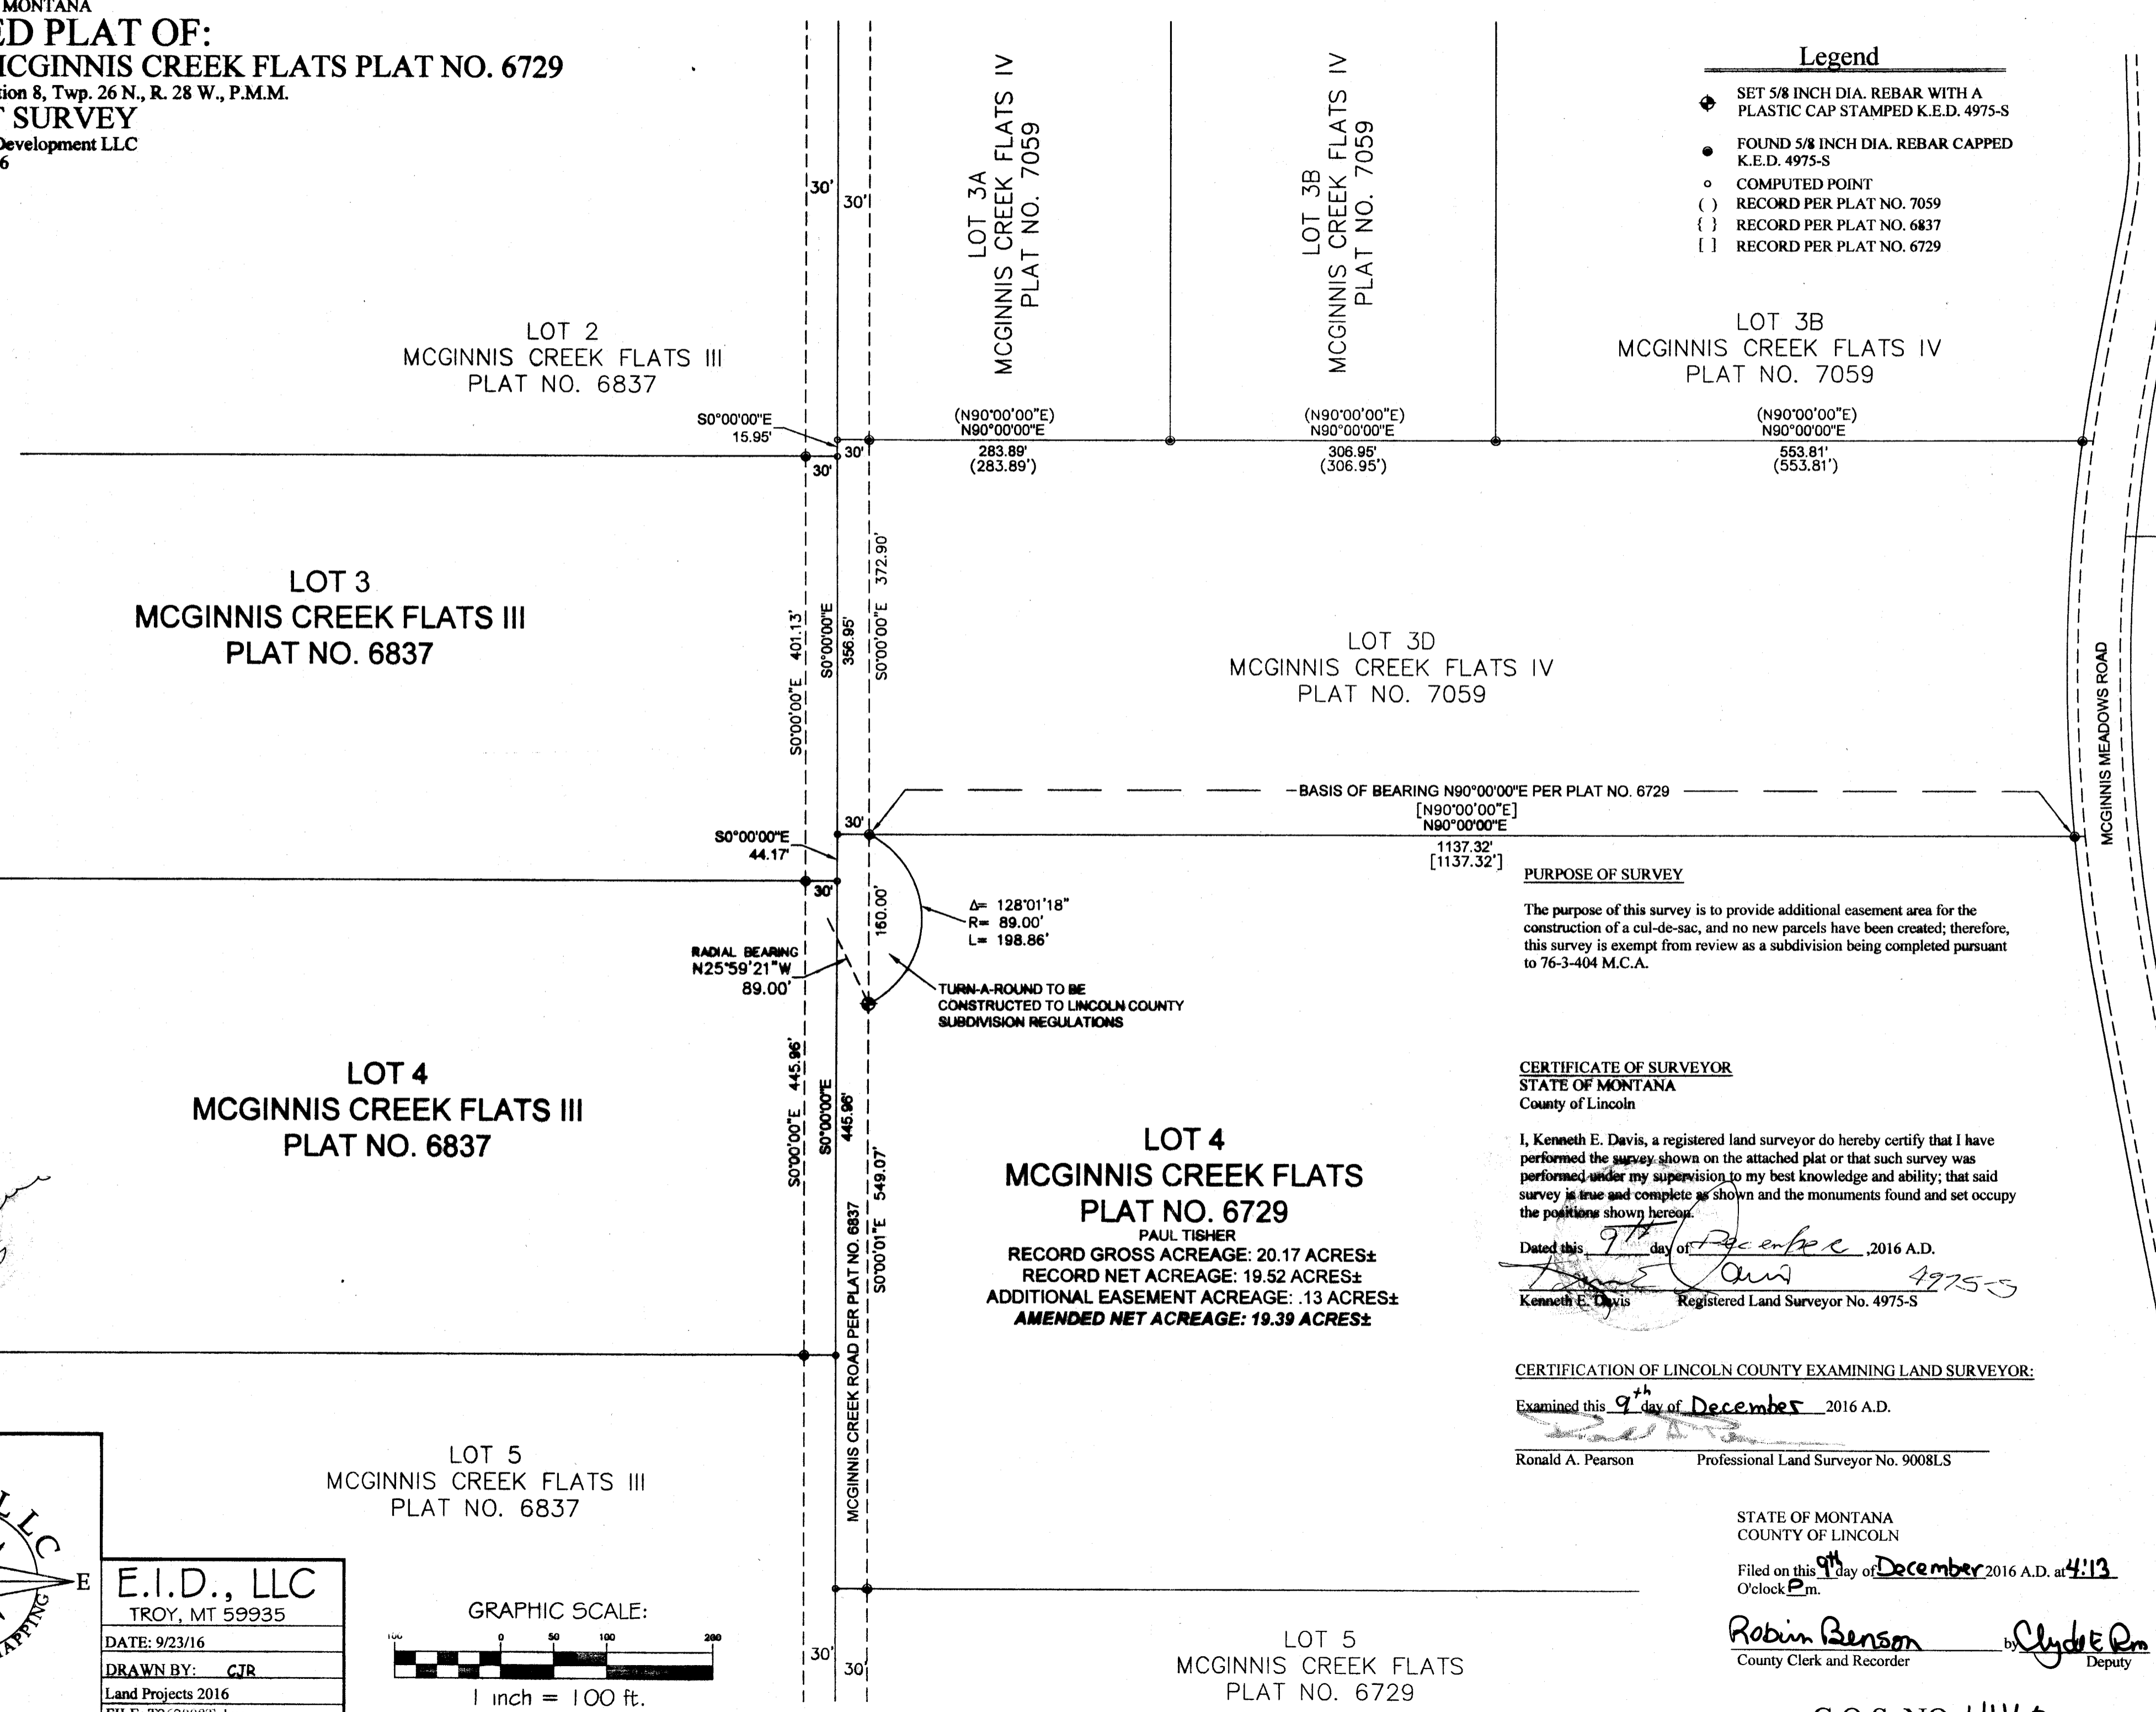 MONTANA
ED PLAT OF:
MCGINNIS CREEK FLATS PLAT NO. 6729
tion 8, Twp. 26 N., R. 28 W., P.M.M.
T SURVEY
Development LLC
6
Legend
SET 5/8 INCH DIA. REBAR WITH A
PLASTIC CAP STAMPED K.E.D. 4975-S
FOUND 5/8 INCH DIA. REBAR CAPPED
K.E.D. 4975-S
COMPUTED POINT
( ) RECORD PER PLAT NO. 7059
{ } RECORD PER PLAT NO. 6837
[ ] RECORD PER PLAT NO. 6729
30'
30'
LOT 3A
MCGINNIS CREEK FLATS IV
PLAT NO. 7059
LOT 3B
MCGINNIS CREEK FLATS IV
PLAT NO. 7059
LOT 3B
MCGINNIS CREEK FLATS IV
PLAT NO. 7059
LOT 2
MCGINNIS CREEK FLATS III
PLAT NO. 6837
S0°00'00"E
15.95'
30'
30'
(N90°00'00"E)
N90°00'00"E
283.89'
(283.89')
(N90°00'00"E)
N90°00'00"E
306.95'
(306.95')
(N90°00'00"E)
N90°00'00"E
553.81'
(553.81')
LOT 3
MCGINNIS CREEK FLATS III
PLAT NO. 6837
S0°00'00"E 401.13'
S0°00'00"E
356.95'
S0°00'00"E 372.90'
LOT 3D
MCGINNIS CREEK FLATS IV
PLAT NO. 7059
MCGINNIS MEADOWS ROAD
BASIS OF BEARING N90°00'00"E PER PLAT NO. 6729
[N90°00'00"E]
N90°00'00"E
1137.32'
[1137.32']
30'
S0°00'00"E
44.17'
30'
160.00'
Δ= 128°01'18"
R= 89.00'
L= 198.86'
RADIAL BEARING
N25°59'21"W
89.00'
TURN-A-ROUND TO BE
CONSTRUCTED TO LINCOLN COUNTY
SUBDIVISION REGULATIONS
PURPOSE OF SURVEY
The purpose of this survey is to provide additional easement area for the
construction of a cul-de-sac, and no new parcels have been created; therefore,
this survey is exempt from review as a subdivision being completed pursuant
to 76-3-404 M.C.A.
LOT 4
MCGINNIS CREEK FLATS III
PLAT NO. 6837
S0°00'00"E 445.96'
S0°00'00"E
445.96'
MCGINNIS CREEK ROAD PER PLAT NO. 6837
S0°00'01"E 549.07'
LOT 4
MCGINNIS CREEK FLATS
PLAT NO. 6729
PAUL TISHER
RECORD GROSS ACREAGE: 20.17 ACRES±
RECORD NET ACREAGE: 19.52 ACRES±
ADDITIONAL EASEMENT ACREAGE: .13 ACRES±
AMENDED NET ACREAGE: 19.39 ACRES±
CERTIFICATE OF SURVEYOR
STATE OF MONTANA
County of Lincoln
I, Kenneth E. Davis, a registered land surveyor do hereby certify that I have
performed the survey shown on the attached plat or that such survey was
performed under my supervision to my best knowledge and ability; that said
survey is true and complete as shown and the monuments found and set occupy
the positions shown hereon.
Dated this 9th day of December ,2016 A.D.
4975-S
Kenneth E. Davis Registered Land Surveyor No. 4975-S
CERTIFICATION OF LINCOLN COUNTY EXAMINING LAND SURVEYOR:
Examined this 9th day of December 2016 A.D.
Ronald A. Pearson Professional Land Surveyor No. 9008LS
STATE OF MONTANA
COUNTY OF LINCOLN
Filed on this 9th day of December 2016 A.D. at 4:13
O'clock P m.
Robin Benson by
County Clerk and Recorder Deputy
LOT 5
MCGINNIS CREEK FLATS III
PLAT NO. 6837
LLC
E
APPING
E.I.D., LLC
TROY, MT 59935
DATE: 9/23/16
DRAWN BY: CJR
Land Projects 2016
GRAPHIC SCALE:
100 0 50 100 200
1 inch = 100 ft.
30'
30'
LOT 5
MCGINNIS CREEK FLATS
PLAT NO. 6729